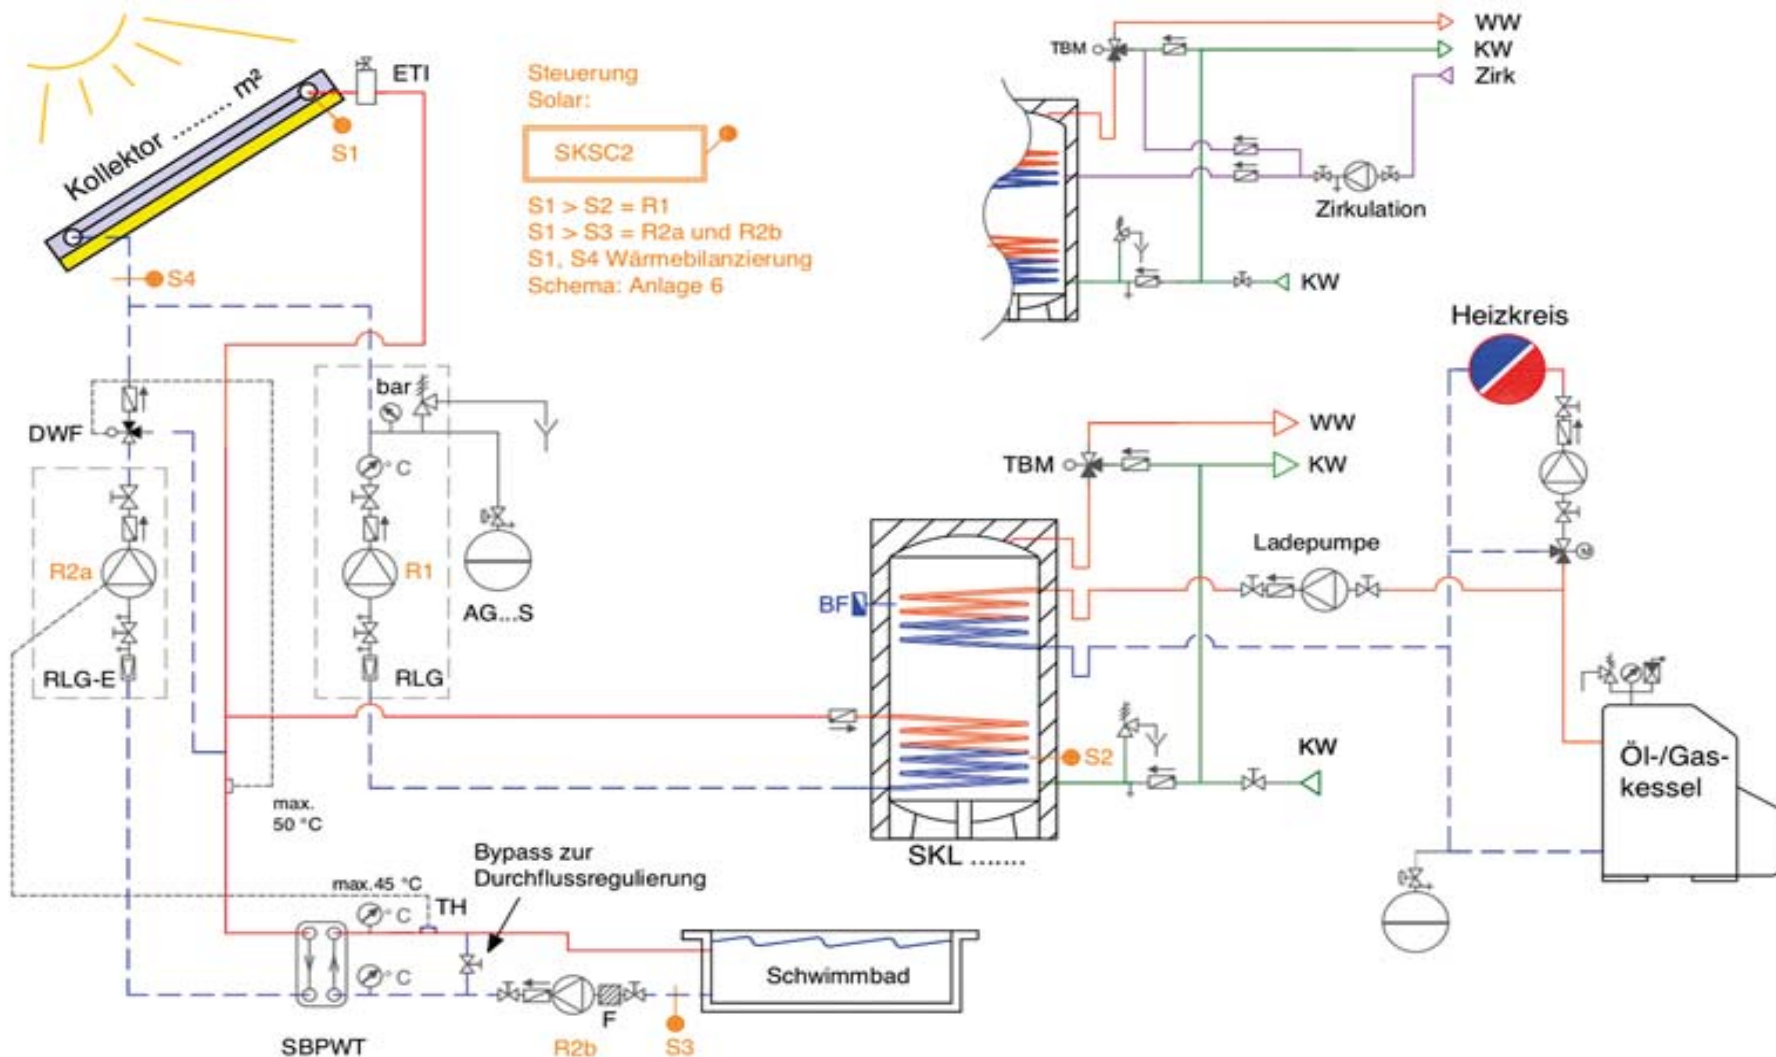 WW
KW
Zirk
TBM
ETI
Kollektor ........ m²
S1
Steuerung
Solar:
SKSC2
S1 > S2 = R1
S1 > S3 = R2a und R2b
S1, S4 Wärmebilanzierung
Schema: Anlage 6
Zirkulation
KW
S4
Heizkreis
bar
DWF
° C
WW
TBM
KW
M
Ladepumpe
R2a
R1
AG...S
BF
RLG-E
RLG
S2
KW
Öl-/Gas-
kessel
max.
50 °C
SKL .......
Bypass zur
Durchflussregulierung
max.45 °C
° C
TH
° C
Schwimmbad
F
SBPWT
R2b
S3